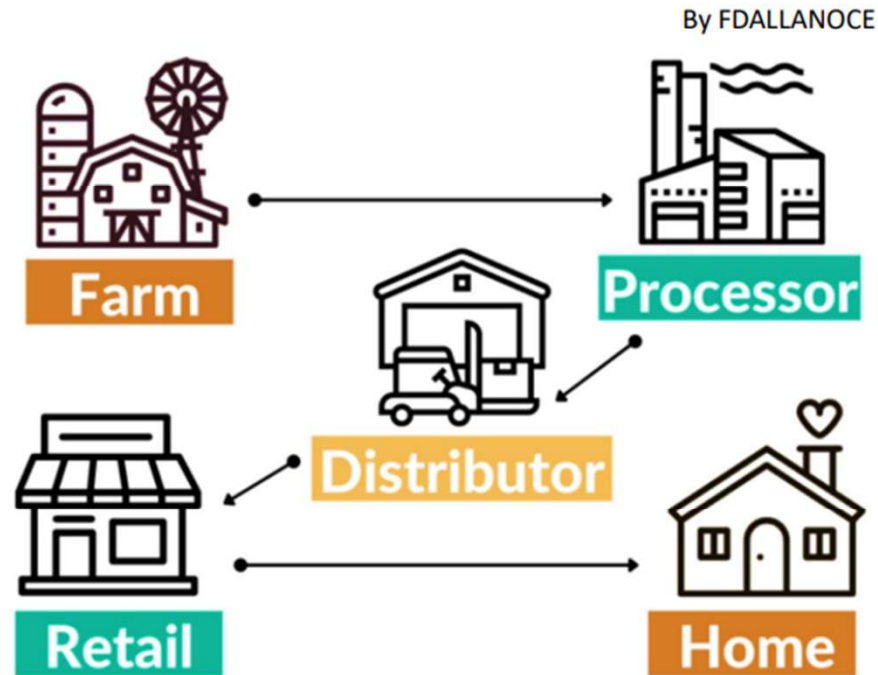 By FDALLANOCE
Farm
Processor
Distributor
Retail
Home